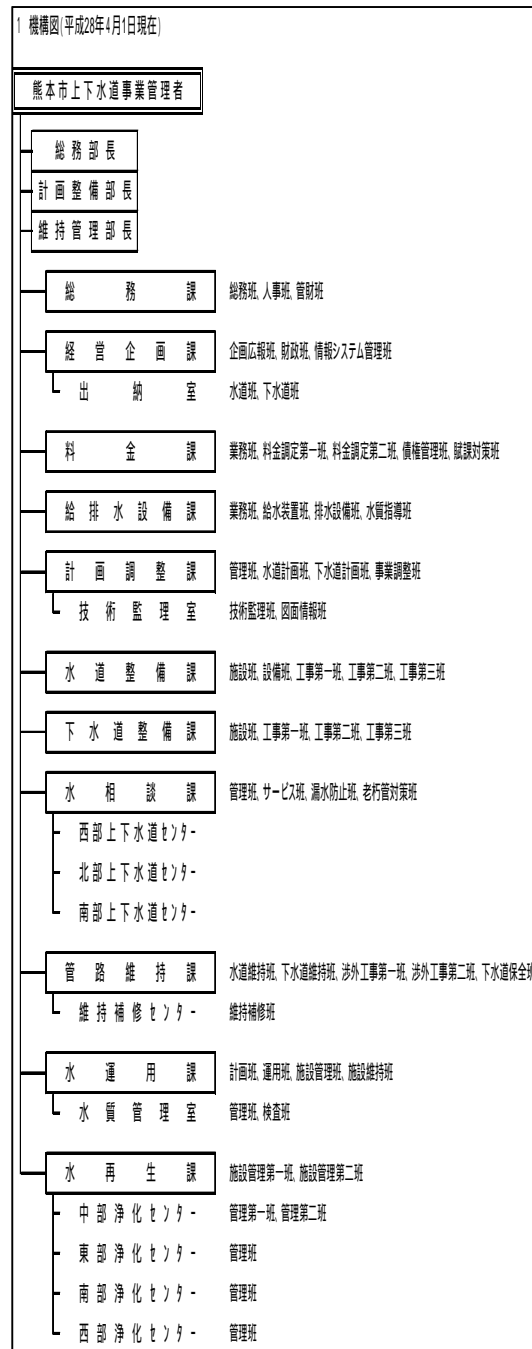 1 機構図(平成28年4月1日現在)
熊本市上下水道事業管理者
総務部長
計画整備部長
維持管理部長
総務課 総務班, 人事班, 管財班
経営企画課 企画広報班, 財政班, 情報システム管理班
出納室 水道班, 下水道班
料金課 業務班, 料金調定第一班, 料金調定第二班, 債権管理班, 賦課対策班
給排水設備課 業務班, 給水装置班, 排水設備班, 水質指導班
計画調整課 管理班, 水道計画班, 下水道計画班, 事業調整班
技術監理室 技術監理班, 図面情報班
水道整備課 施設班, 設備班, 工事第一班, 工事第二班, 工事第三班
下水道整備課 施設班, 工事第一班, 工事第二班, 工事第三班
水相談課 管理班, サービス班, 漏水防止班, 老朽管対策班
西部上下水道センター
北部上下水道センター
南部上下水道センター
管路維持課 水道維持班, 下水道維持班, 渉外工事第一班, 渉外工事第二班, 下水道保全班
維持補修センター 維持補修班
水運用課 計画班, 運用班, 施設管理班, 施設維持班
水質管理室 管理班, 検査班
水再生課 施設管理第一班, 施設管理第二班
中部浄化センター 管理第一班, 管理第二班
東部浄化センター 管理班
南部浄化センター 管理班
西部浄化センター 管理班